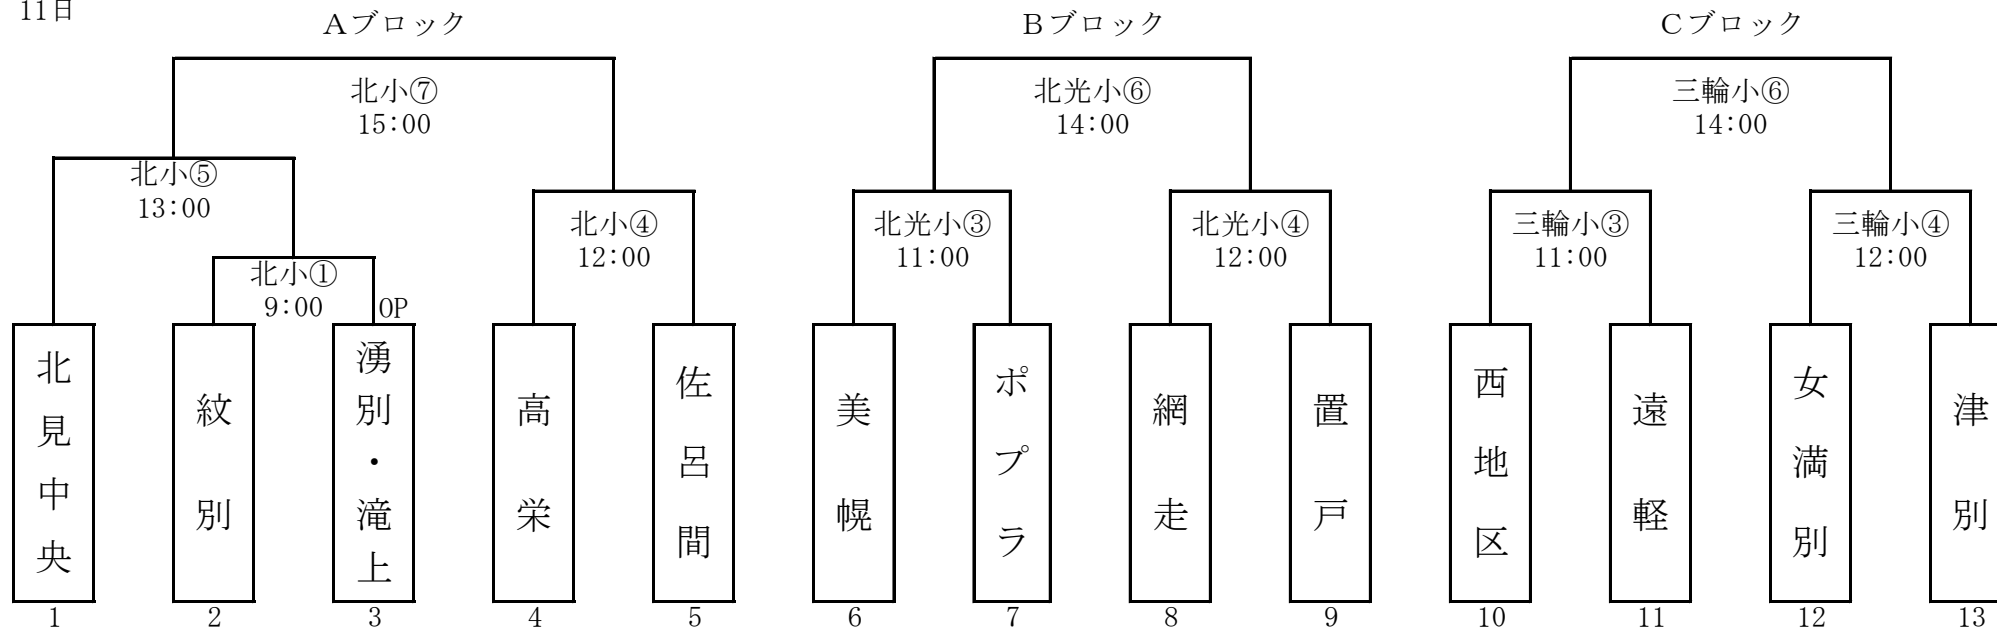 11日
Aブロック
Bブロック
Cブロック
北小⑦
15:00
北光小⑥
14:00
三輪小⑥
14:00
北小⑤
13:00
北小④
12:00
北光小③
11:00
北光小④
12:00
三輪小③
11:00
三輪小④
12:00
北小①
9:00
OP
北見中央
紋別
湧別・滝上
高栄
佐呂間
美幌
ポプラ
網走
置戸
西地区
遠軽
女満別
津別
1
2
3
4
5
6
7
8
9
10
11
12
13